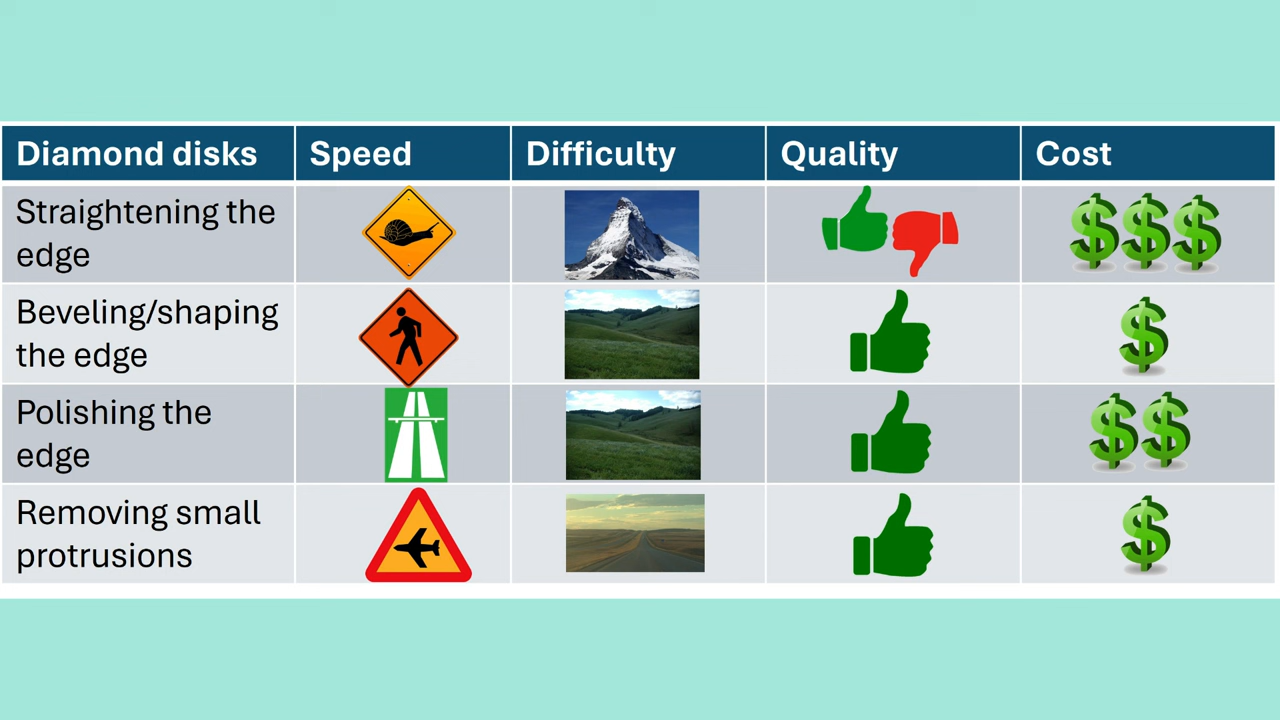 Diamond disks
Speed
Difficulty
Quality
Cost
Straightening the
edge
$$$
Beveling/shaping
the edge
$
Polishing the
edge
$$
Removing small
protrusions
$